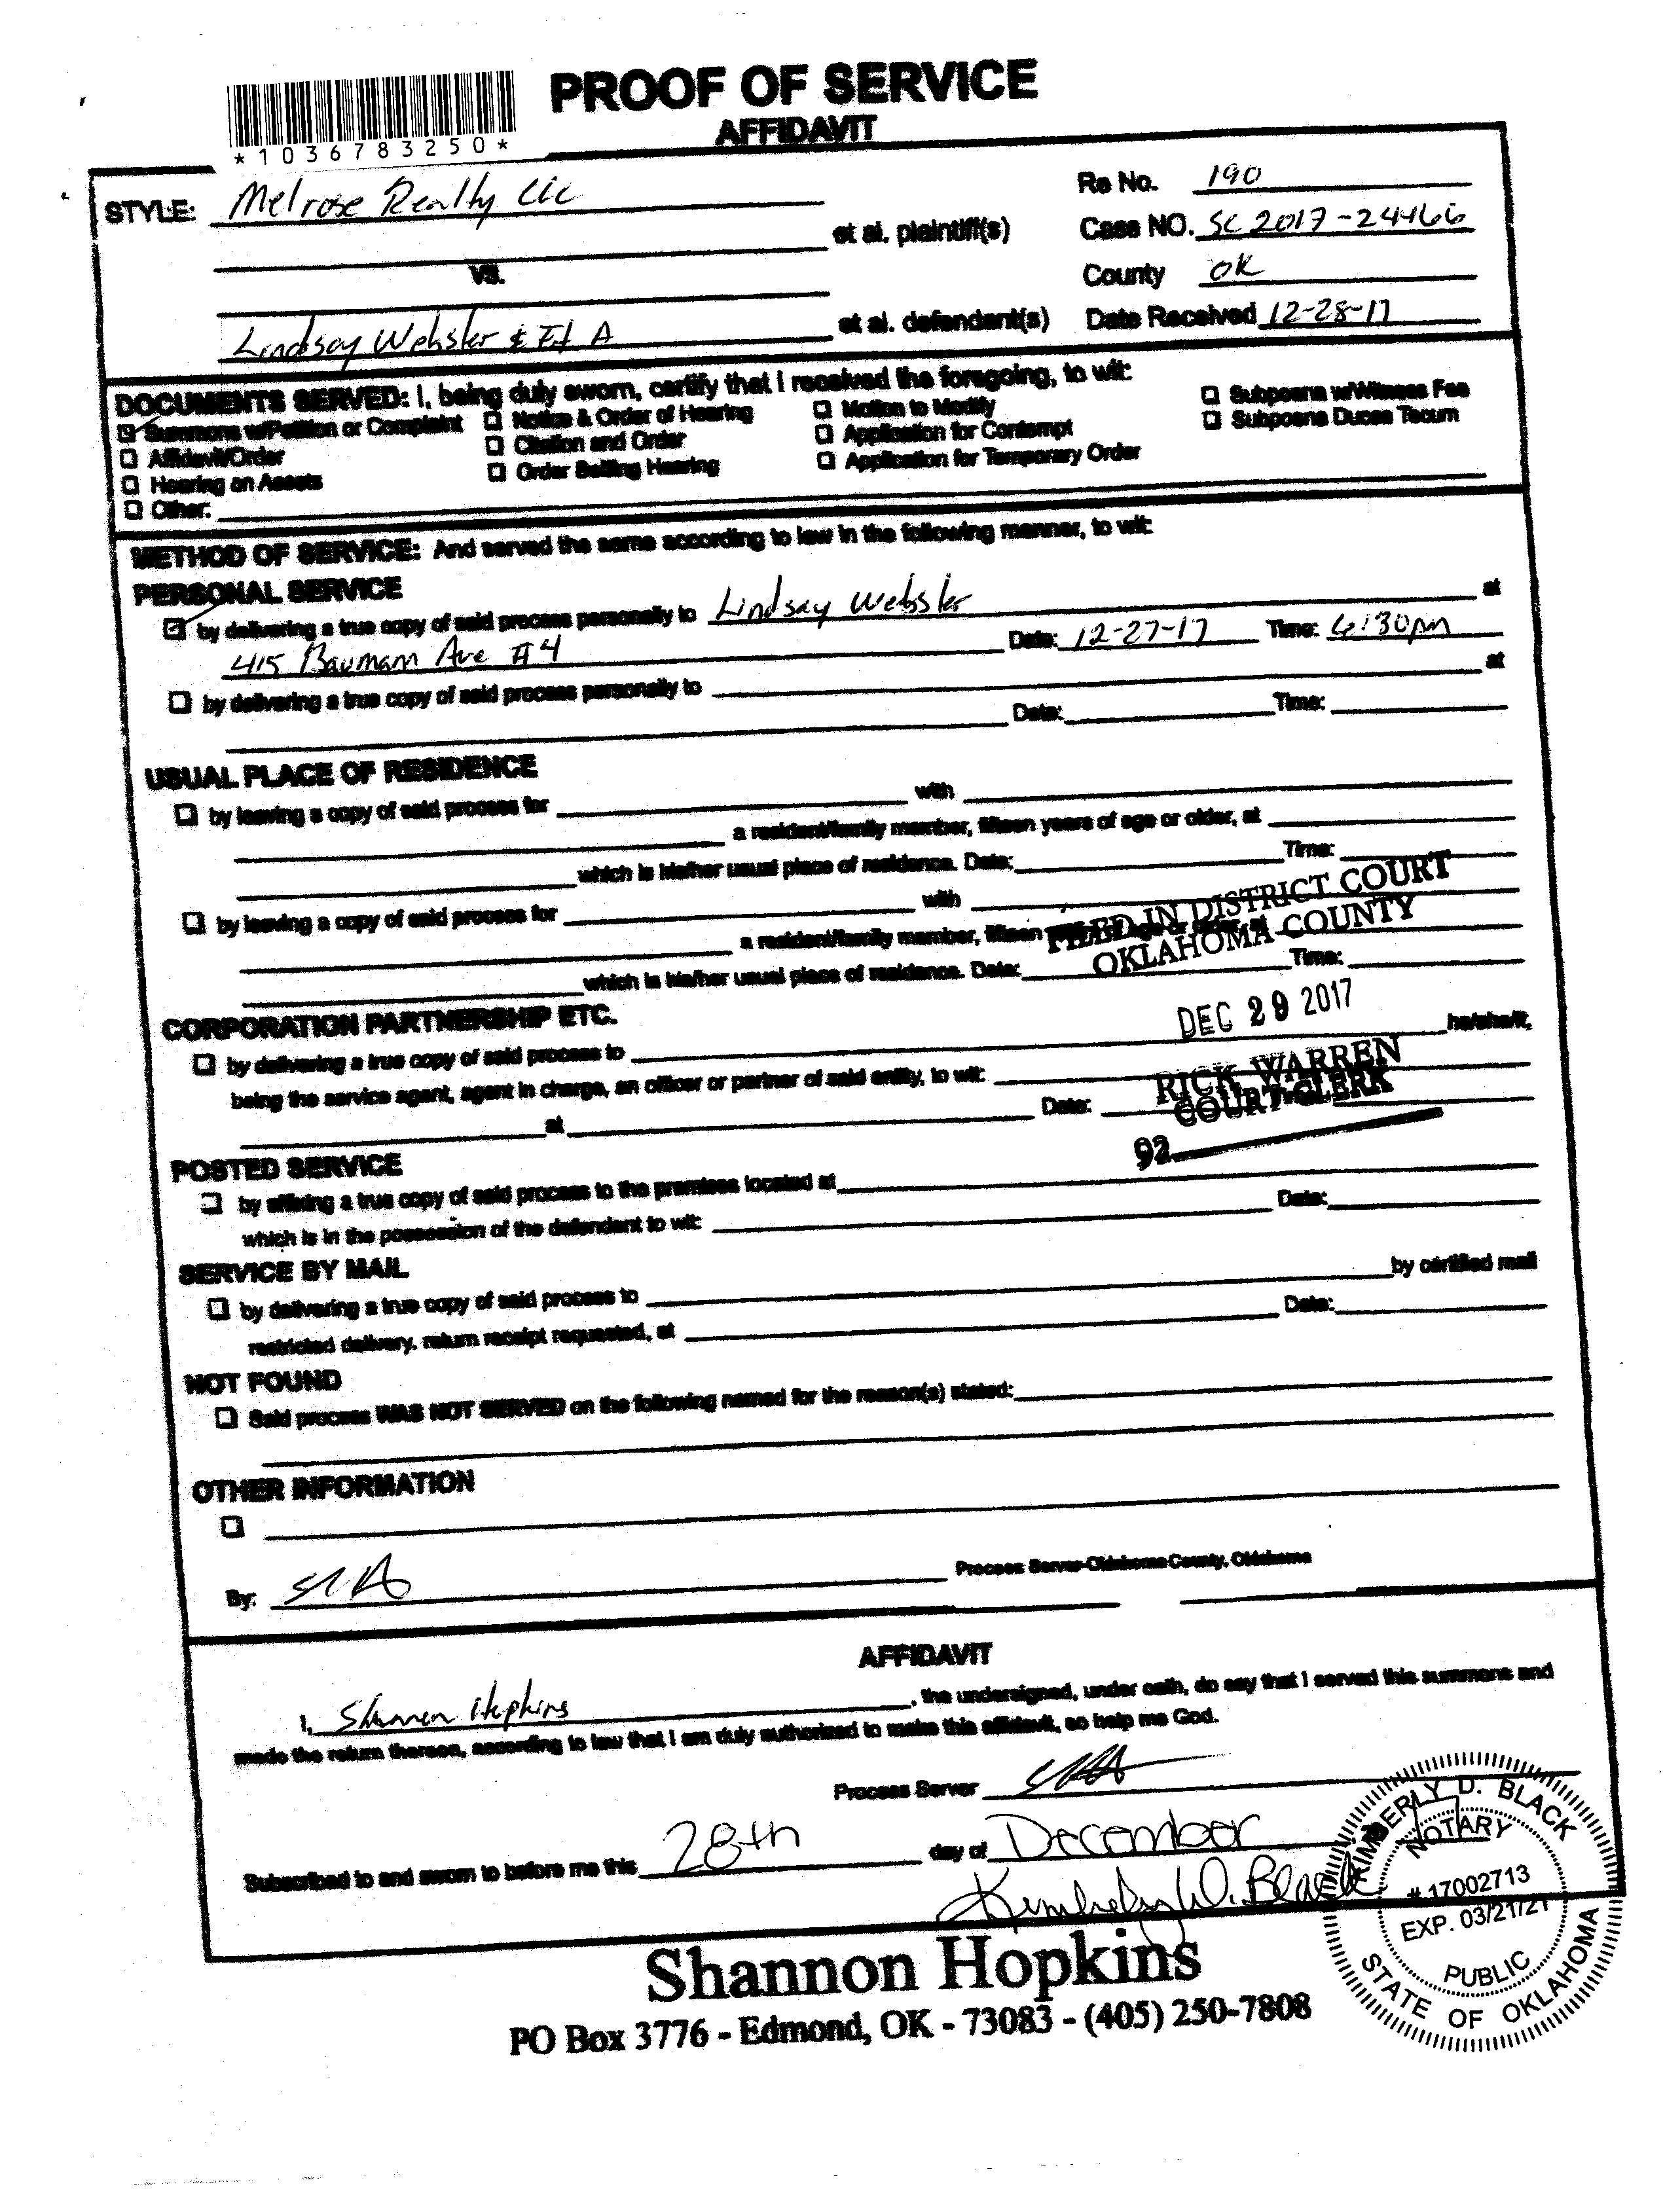 PROOF OF SERVICE
AFFIDAVIT
*1036783250*
STYLE: Melrose Realty LLC
Re No. 190
et al. plaintiff(s)
Case NO. SC 2017-24466
VS.
County OK
Lindsay Webster & Et A et al. defendant(s)
Date Received 12-28-17
DOCUMENTS SERVED: I, being duly sworn, certify that I received the foregoing, to wit:
Summons w/Petition or Complaint
Affidavit/Order
Hearing on Assets
Other:
Notice & Order of Hearing
Citation and Order
Order Setting Hearing
Motion to Modify
Application for Contempt
Application for Temporary Order
Subpoena w/Witness Fee
Subpoena Duces Tecum
METHOD OF SERVICE: And served the same according to law in the following manner, to wit:
PERSONAL SERVICE
by delivering a true copy of said process personally to Lindsay Webster at
415 Baumann Ave #4 Date: 12-27-17 Time: 6:30pm
by delivering a true copy of said process personally to at
Date: Time:
USUAL PLACE OF RESIDENCE
by leaving a copy of said process for with
a resident/family member, fifteen years of age or older, at
which is his/her usual place of residence. Date: Time:
by leaving a copy of said process for with
a resident/family member, fifteen years of age or older, at
which is his/her usual place of residence. Date: Time:
FILED IN DISTRICT COURT
OKLAHOMA COUNTY
DEC 29 2017
RICK WARREN
COURT CLERK
92
CORPORATION PARTNERSHIP ETC.
by delivering a true copy of said process to he/she/it,
being the service agent, agent in charge, an officer or partner of said entity, to wit:
at Date: Time:
POSTED SERVICE
by affixing a true copy of said process to the premises located at
which is in the possession of the defendant to wit: Date:
SERVICE BY MAIL
by delivering a true copy of said process to by certified mail
restricted delivery, return receipt requested, at Date:
NOT FOUND
Said process WAS NOT SERVED on the following named for the reason(s) stated:
OTHER INFORMATION
By: Process Server-Oklahoma County, Oklahoma
AFFIDAVIT
I, Shannon Hopkins, the undersigned, under oath, do say that I served this summons and
made the return thereon, according to law that I am duly authorized to make this affidavit, so help me God.
Process Server
Subscribed to and sworn to before me this 28th day of December
Kimberly D. Black
KIMBERLY D. BLACK
NOTARY
# 17002713
EXP. 03/21/21
PUBLIC
STATE OF OKLAHOMA
Shannon Hopkins
PO Box 3776 - Edmond, OK - 73083 - (405) 250-7808